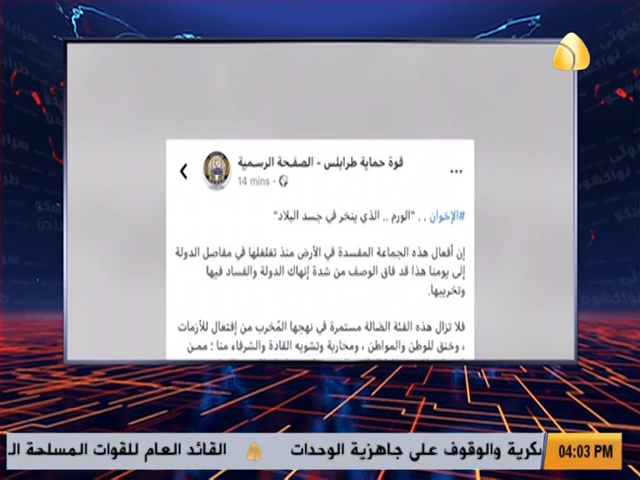 قوة حماية طرابلس - الصفحة الرسمية
14 mins ·
#الإخوان . . "الورم .. الذي ينخر في جسد البلاد"
إن أفعال هذه الجماعة المفسدة في الأرض منذ تغلغلها في مفاصل الدولة
إلى يومنا هذا قد فاق الوصف من شدة إنهاك الدولة والفساد فيها
وتخريبها.
فلا تزال هذه الفئة الضالة مستمرة في نهجها المُخرب من إفتعال للأزمات
، وخنق للوطن والمواطن ، ومحاربة وتشويه القادة والشرفاء منا ؛ ممن
04:03 PM
كرية والوقوف على جاهزية الوحدات
القائد العام للقوات المسلحة الـ